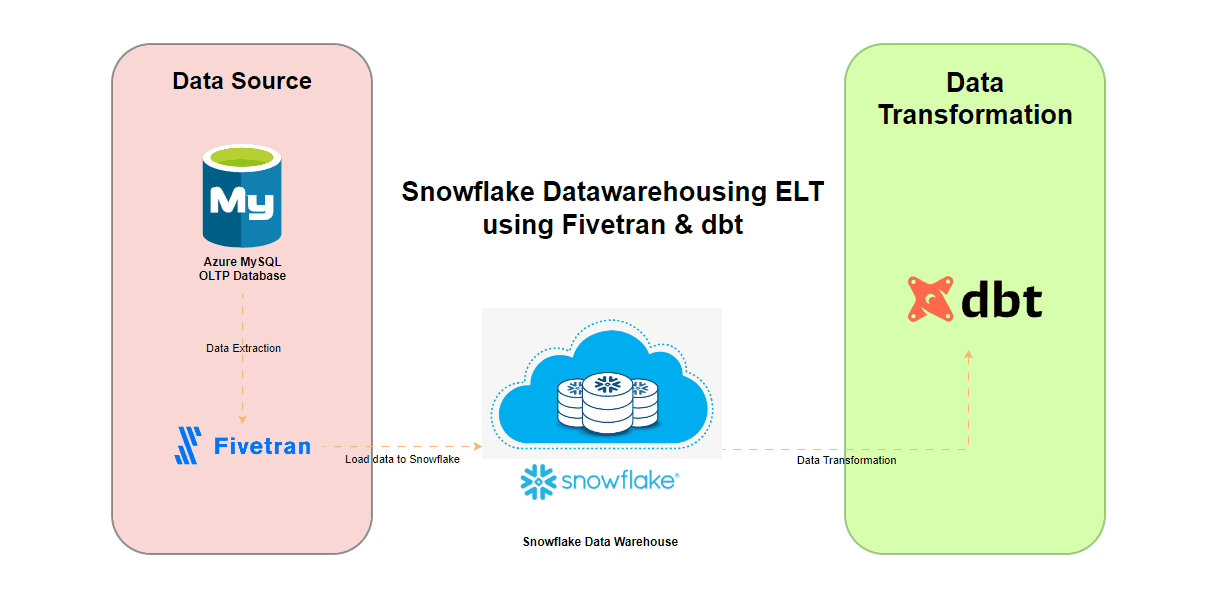 Data Source
My
Azure MySQL
OLTP Database
Data Extraction
Fivetran
Load data to Snowflake
Snowflake Datawarehousing ELT
using Fivetran & dbt
snowflake®
Snowflake Data Warehouse
Data Transformation
Data
Transformation
dbt